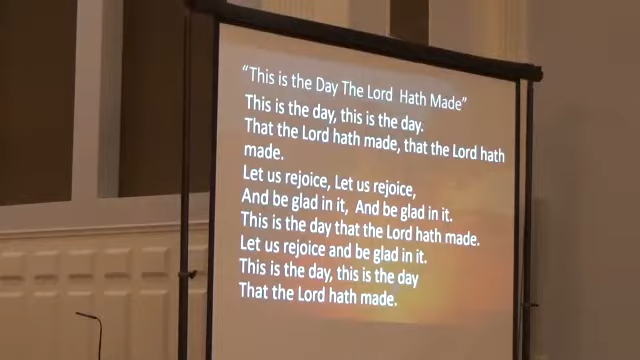 “This is the Day The Lord  Hath Made”
This is the day, this is the day.
That the Lord hath made, that the Lord hath
made.
Let us rejoice, Let us rejoice,
And be glad in it,  And be glad in it.
This is the day that the Lord hath made.
Let us rejoice and be glad in it.
This is the day, this is the day
That the Lord hath made.